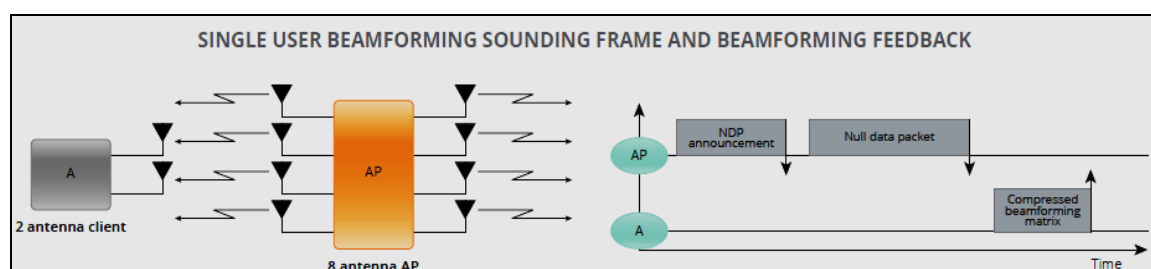 SINGLE USER BEAMFORMING SOUNDING FRAME AND BEAMFORMING FEEDBACK
A
2 antenna client
AP
8 antenna AP
AP
A
NDP
announcement
Null data packet
Compressed
beamforming
matrix
Time